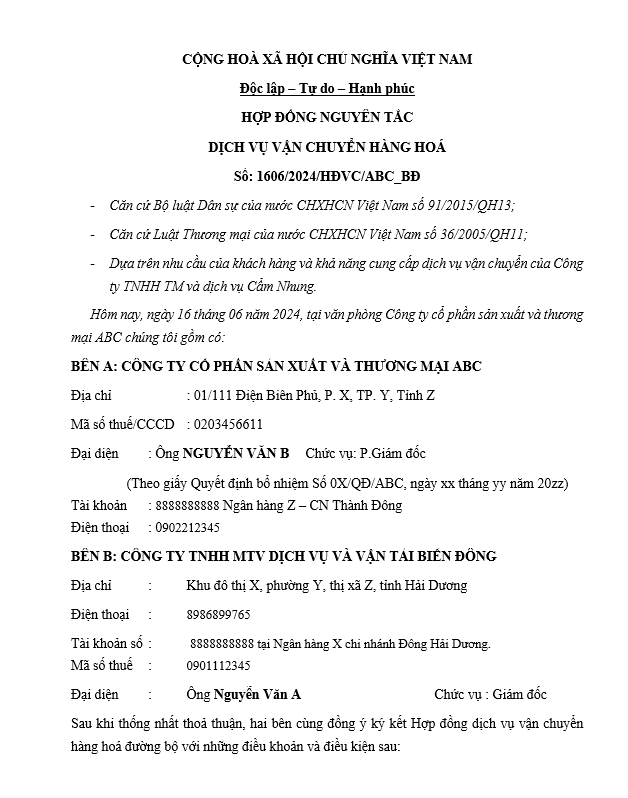 CỘNG HOÀ XÃ HỘI CHỦ NGHĨA VIỆT NAM
Độc lập – Tự do – Hạnh phúc
HỢP ĐỒNG NGUYÊN TẮC
DỊCH VỤ VẬN CHUYỂN HÀNG HOÁ
Số: 1606/2024/HĐVC/ABC_BĐ
- Căn cứ Bộ luật Dân sự của nước CHXHCN Việt Nam số 91/2015/QH13;
- Căn cứ Luật Thương mại của nước CHXHCN Việt Nam số 36/2005/QH11;
- Dựa trên nhu cầu của khách hàng và khả năng cung cấp dịch vụ vận chuyển của Công
ty TNHH TM và dịch vụ Cẩm Nhung.
Hôm nay, ngày 16 tháng 06 năm 2024, tại văn phòng Công ty cổ phần sản xuất và thương
mại ABC chúng tôi gồm có:
BÊN A: CÔNG TY CỔ PHẦN SẢN XUẤT VÀ THƯƠNG MẠI ABC
Địa chỉ : 01/111 Điện Biên Phủ, P. X, TP. Y, Tỉnh Z
Mã số thuế/CCCD : 0203456611
Đại diện : Ông NGUYỄN VĂN B Chức vụ: P.Giám đốc
(Theo giấy Quyết định bổ nhiệm Số 0X/QĐ/ABC, ngày xx tháng yy năm 20zz)
Tài khoản : 8888888888 Ngân hàng Z – CN Thành Đông
Điện thoại : 0902212345
BÊN B: CÔNG TY TNHH MTV DỊCH VỤ VÀ VẬN TẢI BIỂN ĐÔNG
Địa chỉ : Khu đô thị X, phường Y, thị xã Z, tỉnh Hải Dương
Điện thoại : 8986899765
Tài khoản số : 8888888888 tại Ngân hàng X chi nhánh Đông Hải Dương.
Mã số thuế : 0901112345
Đại diện : Ông Nguyễn Văn A Chức vụ : Giám đốc
Sau khi thống nhất thoả thuận, hai bên cùng đồng ý ký kết Hợp đồng dịch vụ vận chuyển
hàng hoá đường bộ với những điều khoản và điều kiện sau: